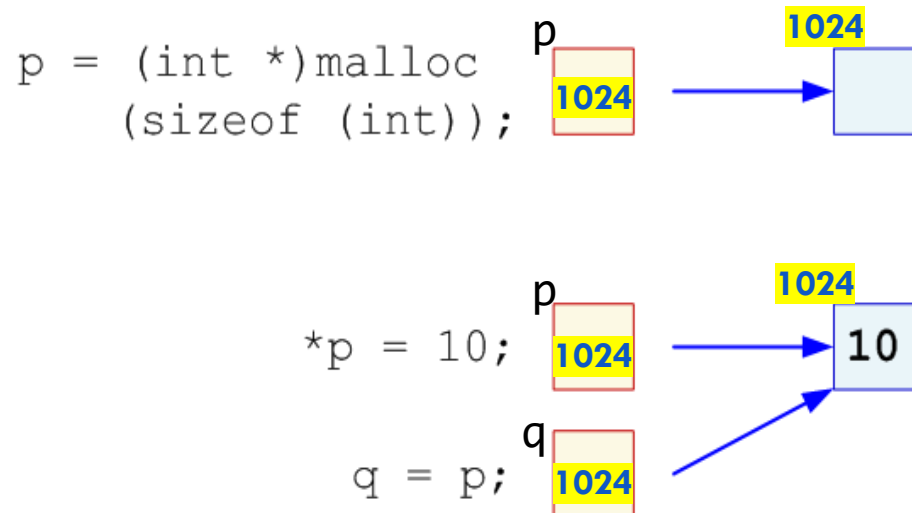 p = (int *)malloc
(sizeof (int));
p
1024
1024
*p = 10;
p
1024
1024
10
q = p;
q
1024